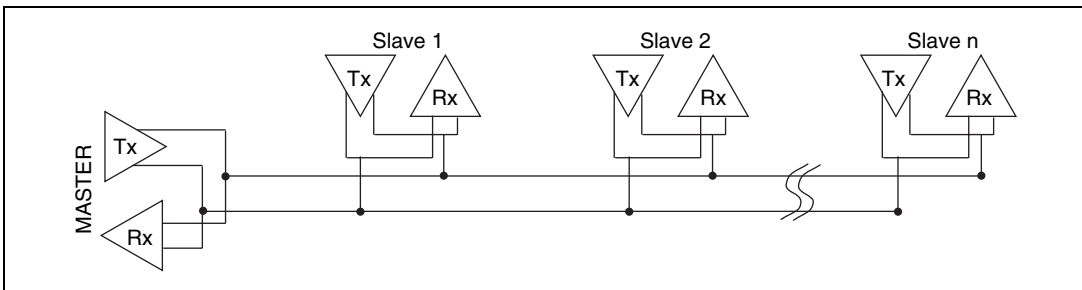 Slave 1
Slave 2
Slave n
Tx
Rx
Tx
Rx
Tx
Rx
MASTER
Tx
Rx